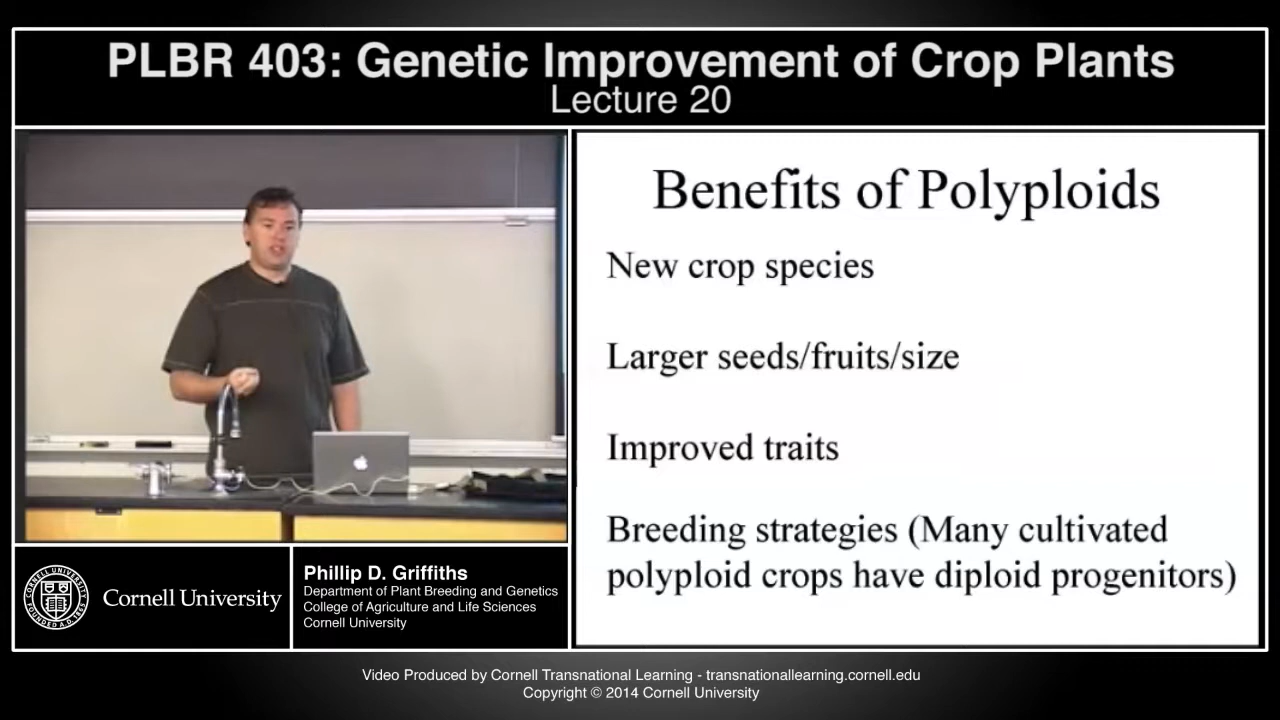 PLBR 403: Genetic Improvement of Crop Plants
Lecture 20
Benefits of Polyploids
New crop species
Larger seeds/fruits/size
Improved traits
Breeding strategies (Many cultivated
polyploid crops have diploid progenitors)
Cornell University
Phillip D. Griffiths
Department of Plant Breeding and Genetics
College of Agriculture and Life Sciences
Cornell University
Video Produced by Cornell Transnational Learning - transnationallearning.cornell.edu
Copyright © 2014 Cornell University